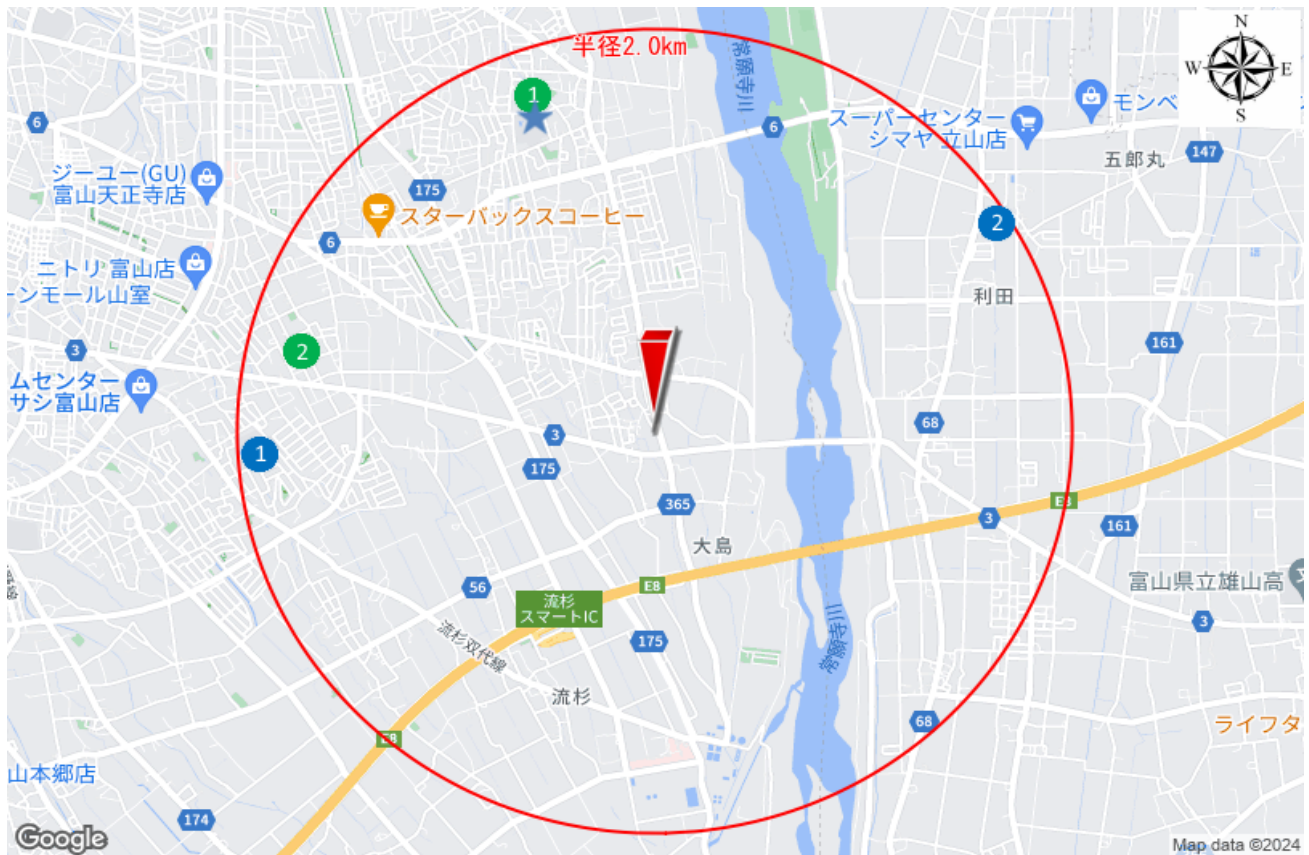 半径2.0km
N
W
E
S
常願寺川
1
6
6
スーパーセンター
シマヤ 立山店
モンベ
五郎丸
147
ジーユー(GU)
富山天正寺店
175
スターバックスコーヒー
2
6
ニトリ 富山店
ーンモール山室
利田
2
3
161
ムセンター
サシ富山店
68
3
1
175
365
3
E8
161
大島
56
E8
富山県立雄山高
流杉
スマートIC
3
175
流杉双代線
常願寺川
流杉
68
ライフタ
E8
山本郷店
174
Google
Map data ©2024